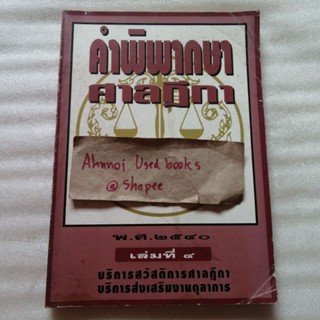 คำพิพากษา
ศาลฎีกา
Ahnnoi Used books
@ shopee
พ.ศ.๒๕๔๐
เล่มที่ ๔
บริการสวัสดิการศาลฎีกา
บริการส่งเสริมงานตุลาการ